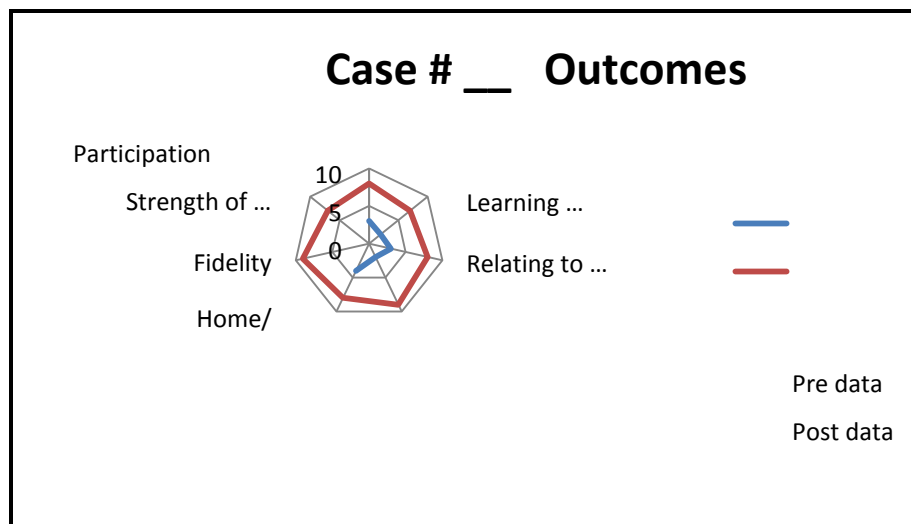 Case # __ Outcomes
Participation
10
Strength of ...
Learning ...
5
0
Fidelity
Relating to ...
Home/
Pre data
Post data